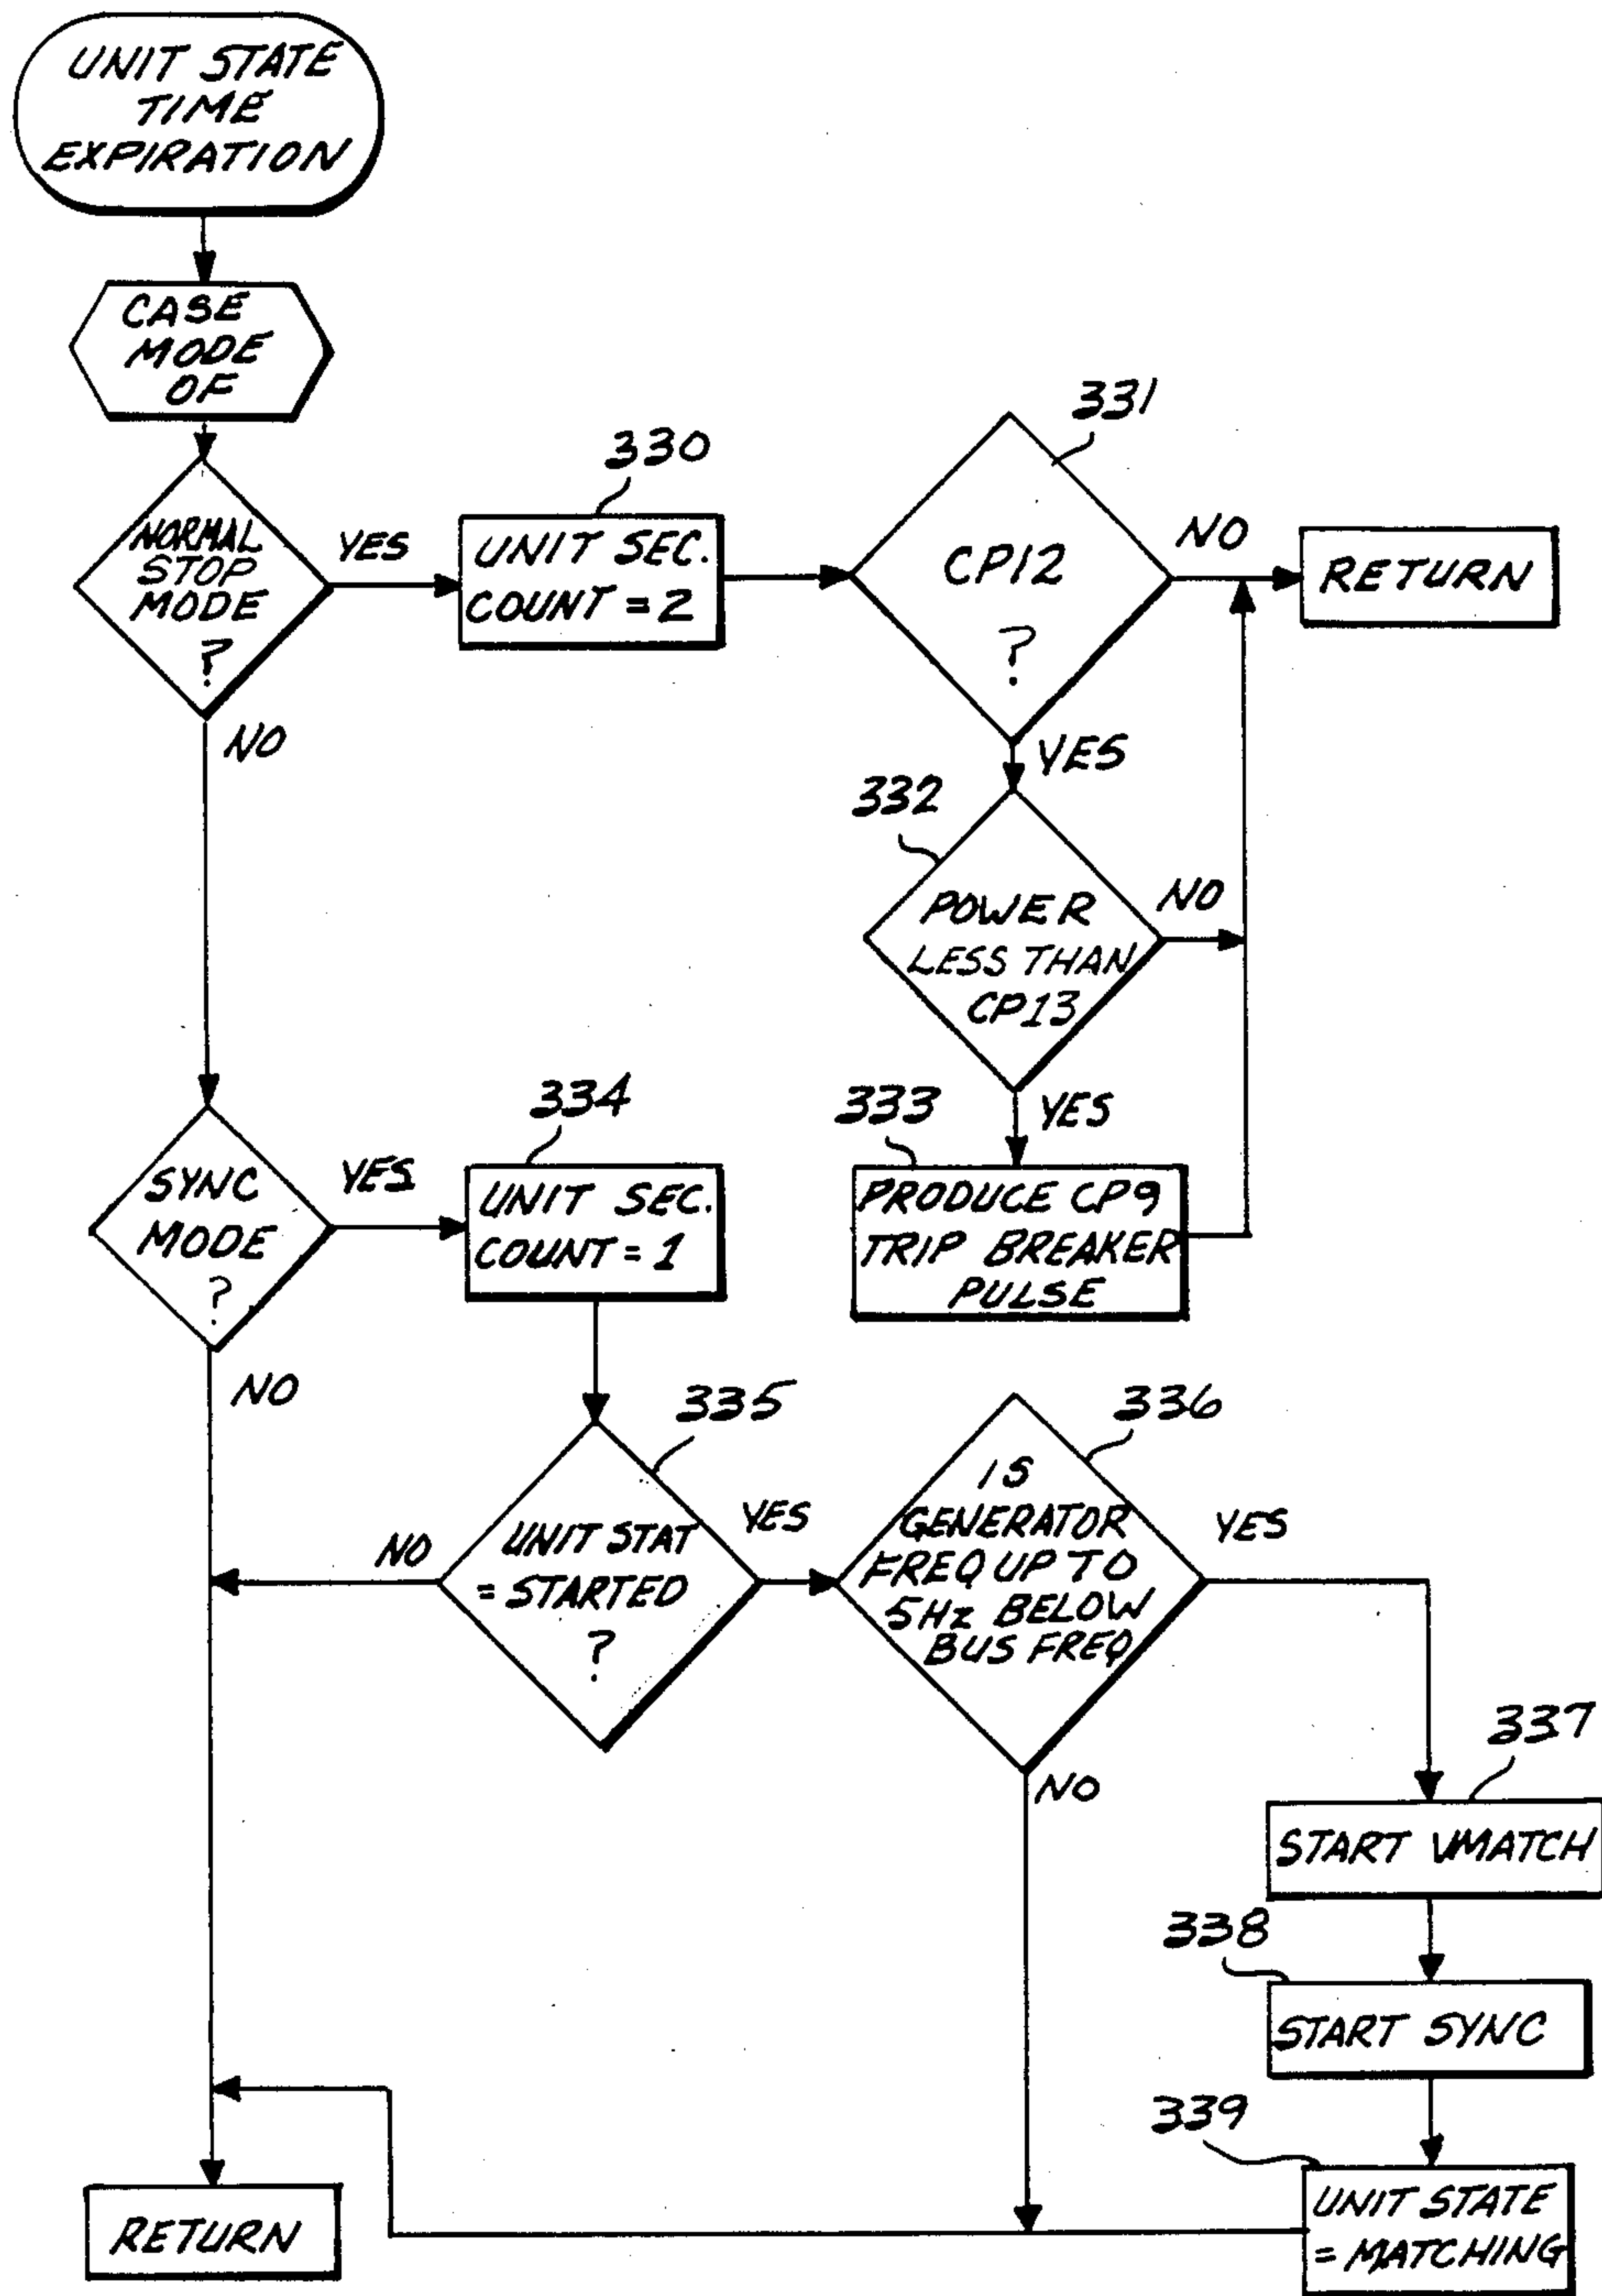 UNIT STATE
TIME
EXPIRATION
CASE
MODE
OF
NORMAL
STOP
MODE
?
YES
NO
330
UNIT SEC.
COUNT = 2
331
CP12
?
NO
RETURN
YES
332
POWER
LESS THAN
CP13
NO
YES
333
PRODUCE CP9
TRIP BREAKER
PULSE
SYNC
MODE
?
YES
NO
334
UNIT SEC.
COUNT = 1
335
UNIT STAT
= STARTED
?
NO
YES
336
IS
GENERATOR
FREQ UP TO
5Hz BELOW
BUS FREQ
YES
NO
337
START VMATCH
338
START SYNC
339
UNIT STATE
= MATCHING
RETURN